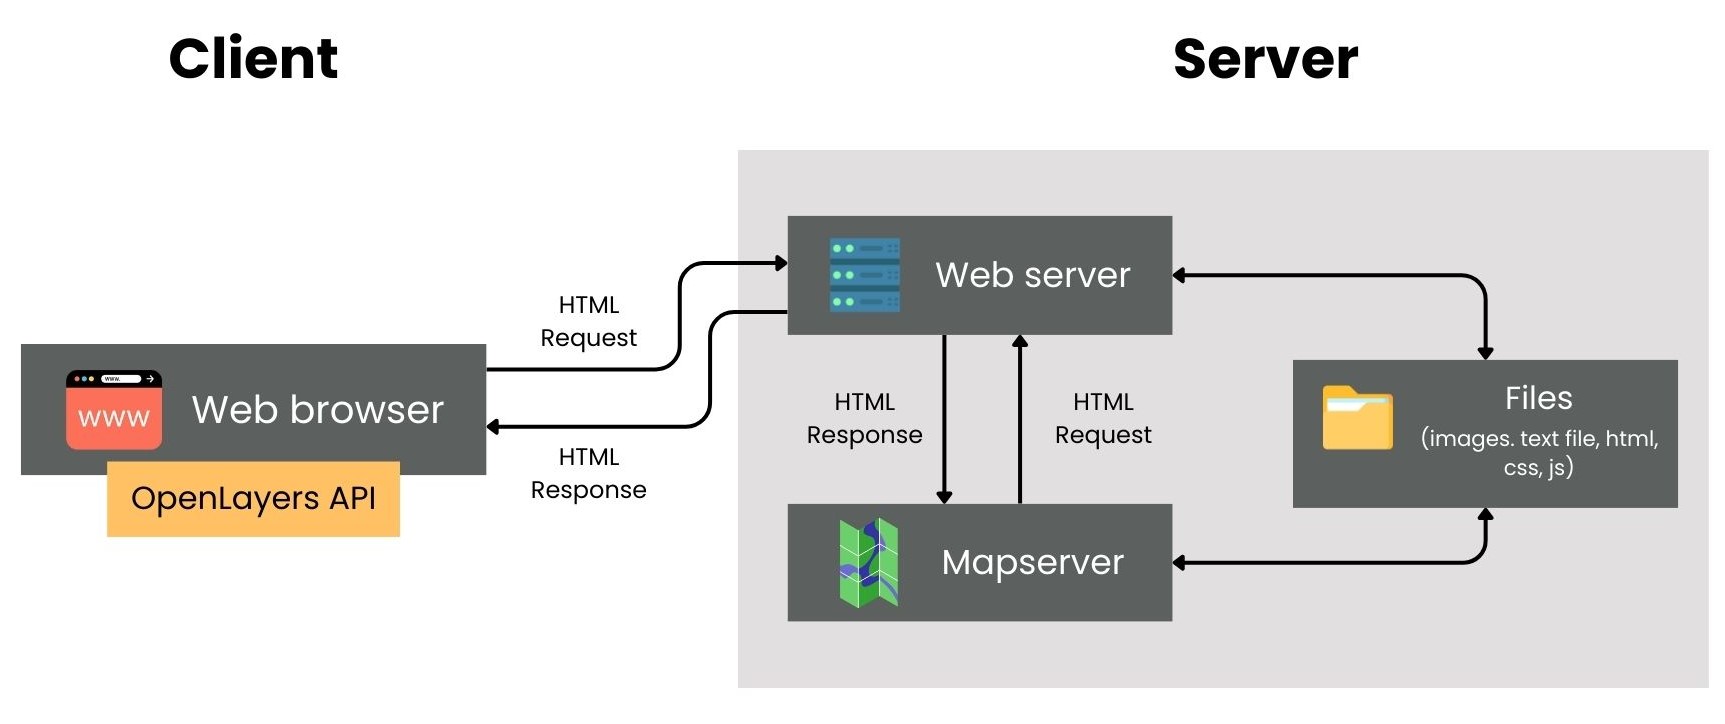 Client
Server
HTML
Request
Web server
www.
www
Web browser
OpenLayers API
HTML
Response
HTML
Response
HTML
Request
Files
(images. text file, html,
css, js)
Mapserver